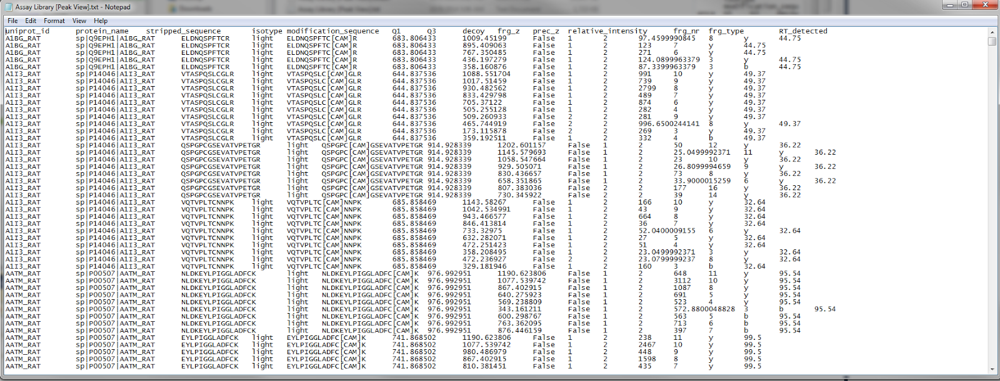 Assay Library [Peak View].txt - Notepad
File Edit Format View Help
uniprot_id protein_name stripped_sequence isotype modification_sequence Q1 Q3 decoy frg_z prec_z relative_intensity frg_nr frg_type RT_detected
A1BG_RAT sp|Q9EPH1|A1BG_RAT ELDNQSPFTCR light ELDNQSPFTC[CAM]R 683.806433 1009.45199 False 1 2 97.4599990845 8 y 44.75
A1BG_RAT sp|Q9EPH1|A1BG_RAT ELDNQSPFTCR light ELDNQSPFTC[CAM]R 683.806433 895.409063 False 1 2 123 7 y 44.75
A1BG_RAT sp|Q9EPH1|A1BG_RAT ELDNQSPFTCR light ELDNQSPFTC[CAM]R 683.806433 767.350485 False 1 2 271 6 y 44.75
A1BG_RAT sp|Q9EPH1|A1BG_RAT ELDNQSPFTCR light ELDNQSPFTC[CAM]R 683.806433 436.197279 False 1 2 124.0899963379 3 y 44.75
A1BG_RAT sp|Q9EPH1|A1BG_RAT ELDNQSPFTCR light ELDNQSPFTC[CAM]R 683.806433 358.160876 False 1 2 87.3399963379 3 b 44.75
A1I3_RAT sp|P14046|A1I3_RAT VTASPQSLCGLR light VTASPQSLC[CAM]GLR 644.837536 1088.551704 False 1 2 991 10 y 49.37
A1I3_RAT sp|P14046|A1I3_RAT VTASPQSLCGLR light VTASPQSLC[CAM]GLR 644.837536 1017.51459 False 1 2 739 9 y 49.37
A1I3_RAT sp|P14046|A1I3_RAT VTASPQSLCGLR light VTASPQSLC[CAM]GLR 644.837536 930.482562 False 1 2 2799 8 y 49.37
A1I3_RAT sp|P14046|A1I3_RAT VTASPQSLCGLR light VTASPQSLC[CAM]GLR 644.837536 833.429798 False 1 2 489 7 y 49.37
A1I3_RAT sp|P14046|A1I3_RAT VTASPQSLCGLR light VTASPQSLC[CAM]GLR 644.837536 705.37122 False 1 2 874 6 y 49.37
A1I3_RAT sp|P14046|A1I3_RAT VTASPQSLCGLR light VTASPQSLC[CAM]GLR 644.837536 505.255128 False 1 2 282 4 y 49.37
A1I3_RAT sp|P14046|A1I3_RAT VTASPQSLCGLR light VTASPQSLC[CAM]GLR 644.837536 509.260933 False 2 2 281 9 y 49.37
A1I3_RAT sp|P14046|A1I3_RAT VTASPQSLCGLR light VTASPQSLC[CAM]GLR 644.837536 465.744919 False 2 2 996.6500244141 8 y 49.37
A1I3_RAT sp|P14046|A1I3_RAT VTASPQSLCGLR light VTASPQSLC[CAM]GLR 644.837536 173.115878 False 1 2 269 3 y 49.37
A1I3_RAT sp|P14046|A1I3_RAT VTASPQSLCGLR light VTASPQSLC[CAM]GLR 644.837536 359.192511 False 1 2 332 4 b 49.37
A1I3_RAT sp|P14046|A1I3_RAT QSPGPCGSEVATVPETGR light QSPGPC[CAM]GSEVATVPETGR 914.928339 1202.601157 False 1 2 50 12 y 36.22
A1I3_RAT sp|P14046|A1I3_RAT QSPGPCGSEVATVPETGR light QSPGPC[CAM]GSEVATVPETGR 914.928339 1145.579693 False 1 2 25.0499992371 11 y 36.22
A1I3_RAT sp|P14046|A1I3_RAT QSPGPCGSEVATVPETGR light QSPGPC[CAM]GSEVATVPETGR 914.928339 1058.547664 False 1 2 23 10 y 36.22
A1I3_RAT sp|P14046|A1I3_RAT QSPGPCGSEVATVPETGR light QSPGPC[CAM]GSEVATVPETGR 914.928339 929.505071 False 1 2 26.8099994659 9 y 36.22
A1I3_RAT sp|P14046|A1I3_RAT QSPGPCGSEVATVPETGR light QSPGPC[CAM]GSEVATVPETGR 914.928339 830.436657 False 1 2 73 8 y 36.22
A1I3_RAT sp|P14046|A1I3_RAT QSPGPCGSEVATVPETGR light QSPGPC[CAM]GSEVATVPETGR 914.928339 658.351865 False 1 2 33.9000015259 6 y 36.22
A1I3_RAT sp|P14046|A1I3_RAT QSPGPCGSEVATVPETGR light QSPGPC[CAM]GSEVATVPETGR 914.928339 807.383036 False 2 2 177 16 y 36.22
A1I3_RAT sp|P14046|A1I3_RAT QSPGPCGSEVATVPETGR light QSPGPC[CAM]GSEVATVPETGR 914.928339 730.345922 False 2 2 39 14 y 36.22
A1I3_RAT sp|P14046|A1I3_RAT VQTVPLTCNNPK light VQTVPLTC[CAM]NNPK 685.858469 1143.58267 False 1 2 166 10 y 32.64
A1I3_RAT sp|P14046|A1I3_RAT VQTVPLTCNNPK light VQTVPLTC[CAM]NNPK 685.858469 1042.534991 False 1 2 43 9 y 32.64
A1I3_RAT sp|P14046|A1I3_RAT VQTVPLTCNNPK light VQTVPLTC[CAM]NNPK 685.858469 943.466577 False 1 2 664 8 y 32.64
A1I3_RAT sp|P14046|A1I3_RAT VQTVPLTCNNPK light VQTVPLTC[CAM]NNPK 685.858469 846.413814 False 1 2 36 7 y 32.64
A1I3_RAT sp|P14046|A1I3_RAT VQTVPLTCNNPK light VQTVPLTC[CAM]NNPK 685.858469 733.32975 False 1 2 52.0400009155 6 y 32.64
A1I3_RAT sp|P14046|A1I3_RAT VQTVPLTCNNPK light VQTVPLTC[CAM]NNPK 685.858469 632.282071 False 1 2 27 5 y 32.64
A1I3_RAT sp|P14046|A1I3_RAT VQTVPLTCNNPK light VQTVPLTC[CAM]NNPK 685.858469 472.251423 False 1 2 51 4 y 32.64
A1I3_RAT sp|P14046|A1I3_RAT VQTVPLTCNNPK light VQTVPLTC[CAM]NNPK 685.858469 358.208495 False 1 2 23.0499992371 3 y 32.64
A1I3_RAT sp|P14046|A1I3_RAT VQTVPLTCNNPK light VQTVPLTC[CAM]NNPK 685.858469 472.236927 False 2 2 23.0799999237 8 y 32.64
A1I3_RAT sp|P14046|A1I3_RAT VQTVPLTCNNPK light VQTVPLTC[CAM]NNPK 685.858469 329.181946 False 1 2 160 3 b 32.64
AATM_RAT sp|P00507|AATM_RAT NLDKEYLPIGGLADFCK light NLDKEYLPIGGLADFC[CAM]K 976.992951 1190.623806 False 1 2 648 11 y 95.54
AATM_RAT sp|P00507|AATM_RAT NLDKEYLPIGGLADFCK light NLDKEYLPIGGLADFC[CAM]K 976.992951 1077.539742 False 1 2 3112 10 y 95.54
AATM_RAT sp|P00507|AATM_RAT NLDKEYLPIGGLADFCK light NLDKEYLPIGGLADFC[CAM]K 976.992951 867.402915 False 1 2 1087 8 y 95.54
AATM_RAT sp|P00507|AATM_RAT NLDKEYLPIGGLADFCK light NLDKEYLPIGGLADFC[CAM]K 976.992951 640.275923 False 1 2 691 5 y 95.54
AATM_RAT sp|P00507|AATM_RAT NLDKEYLPIGGLADFCK light NLDKEYLPIGGLADFC[CAM]K 976.992951 569.238809 False 1 2 523 4 y 95.54
AATM_RAT sp|P00507|AATM_RAT NLDKEYLPIGGLADFCK light NLDKEYLPIGGLADFC[CAM]K 976.992951 343.161211 False 1 2 572.8800048828 3 b 95.54
AATM_RAT sp|P00507|AATM_RAT NLDKEYLPIGGLADFCK light NLDKEYLPIGGLADFC[CAM]K 976.992951 600.298767 False 1 2 563 5 b 95.54
AATM_RAT sp|P00507|AATM_RAT NLDKEYLPIGGLADFCK light NLDKEYLPIGGLADFC[CAM]K 976.992951 763.362095 False 1 2 713 6 b 95.54
AATM_RAT sp|P00507|AATM_RAT NLDKEYLPIGGLADFCK light NLDKEYLPIGGLADFC[CAM]K 976.992951 876.446159 False 1 2 397 7 b 95.54
AATM_RAT sp|P00507|AATM_RAT EYLPIGGLADFCK light EYLPIGGLADFC[CAM]K 741.868502 1190.623806 False 1 2 238 11 y 99.5
AATM_RAT sp|P00507|AATM_RAT EYLPIGGLADFCK light EYLPIGGLADFC[CAM]K 741.868502 1077.539742 False 1 2 2467 10 y 99.5
AATM_RAT sp|P00507|AATM_RAT EYLPIGGLADFCK light EYLPIGGLADFC[CAM]K 741.868502 980.486979 False 1 2 448 9 y 99.5
AATM_RAT sp|P00507|AATM_RAT EYLPIGGLADFCK light EYLPIGGLADFC[CAM]K 741.868502 867.402915 False 1 2 1598 8 y 99.5
AATM_RAT sp|P00507|AATM_RAT EYLPIGGLADFCK light EYLPIGGLADFC[CAM]K 741.868502 810.381451 False 1 2 435 7 y 99.5